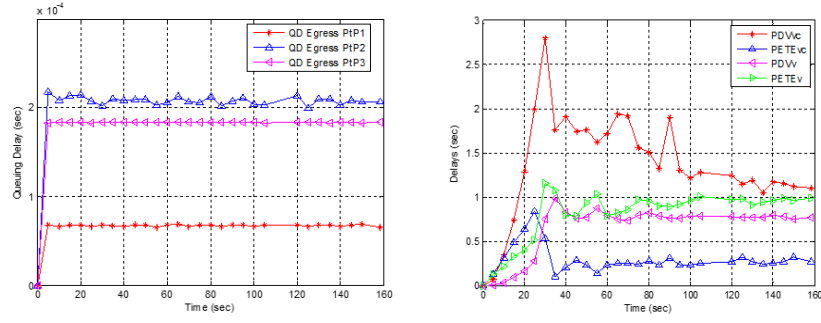 x 10⁻⁴
QD Egress PtP1
QD Egress PtP2
QD Egress PtP3
Queuing Delay (sec)
2
1
0
0 20 40 60 80 100 120 140 160
Time (sec)
PDVvc
PETEvc
PDVv
PETEv
Delays (sec)
3
2.5
2
1.5
1
0.5
0
0 20 40 60 80 100 120 140 160
Time (sec)